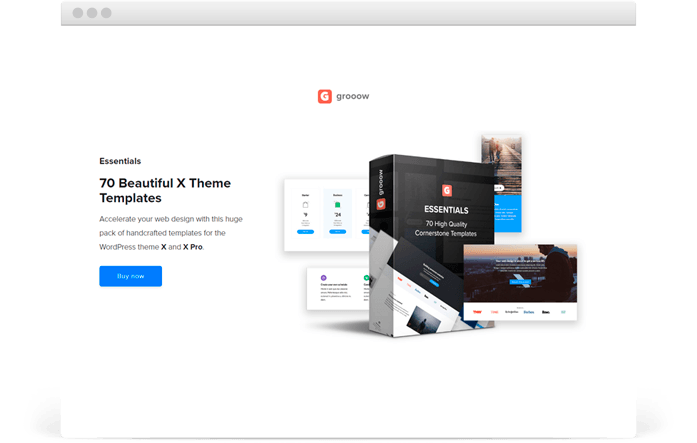 grooow
Essentials
70 Beautiful X Theme
Templates
Accelerate your web design with this huge
pack of handcrafted templates for the
WordPress theme X and X Pro.
Buy now
grooow
ESSENTIALS
70 High Quality
Cornerstone Templates
$9
$24